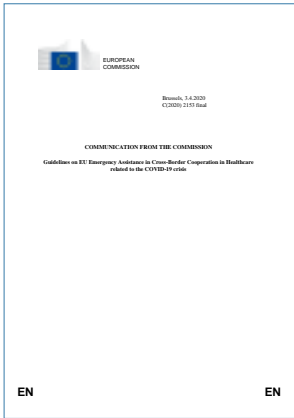 EUROPEAN
COMMISSION
Brussels, 3.4.2020
C(2020) 2153 final
COMMUNICATION FROM THE COMMISSION
Guidelines on EU Emergency Assistance in Cross-Border Cooperation in Healthcare
related to the COVID-19 crisis
EN EN